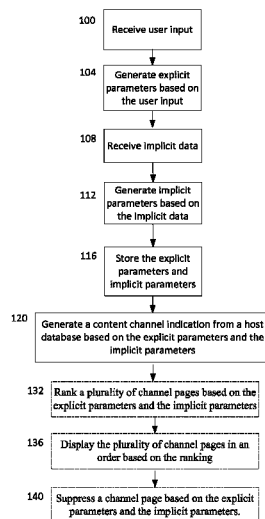 100
Receive user input
104
Generate explicit
parameters based on
the user input
108
Receive implicit data
112
Generate implicit
parameters based on
the implicit data
116
Store the explicit
parameters and
implicit parameters
120
Generate a content channel indication from a host
database based on the explicit parameters and the
implicit parameters
132
Rank a plurality of channel pages based on the
explicit parameters and the implicit parameters
136
Display the plurality of channel pages in an
order based on the ranking
140
Suppress a channel page based on the explicit
parameters and the implicit parameters.